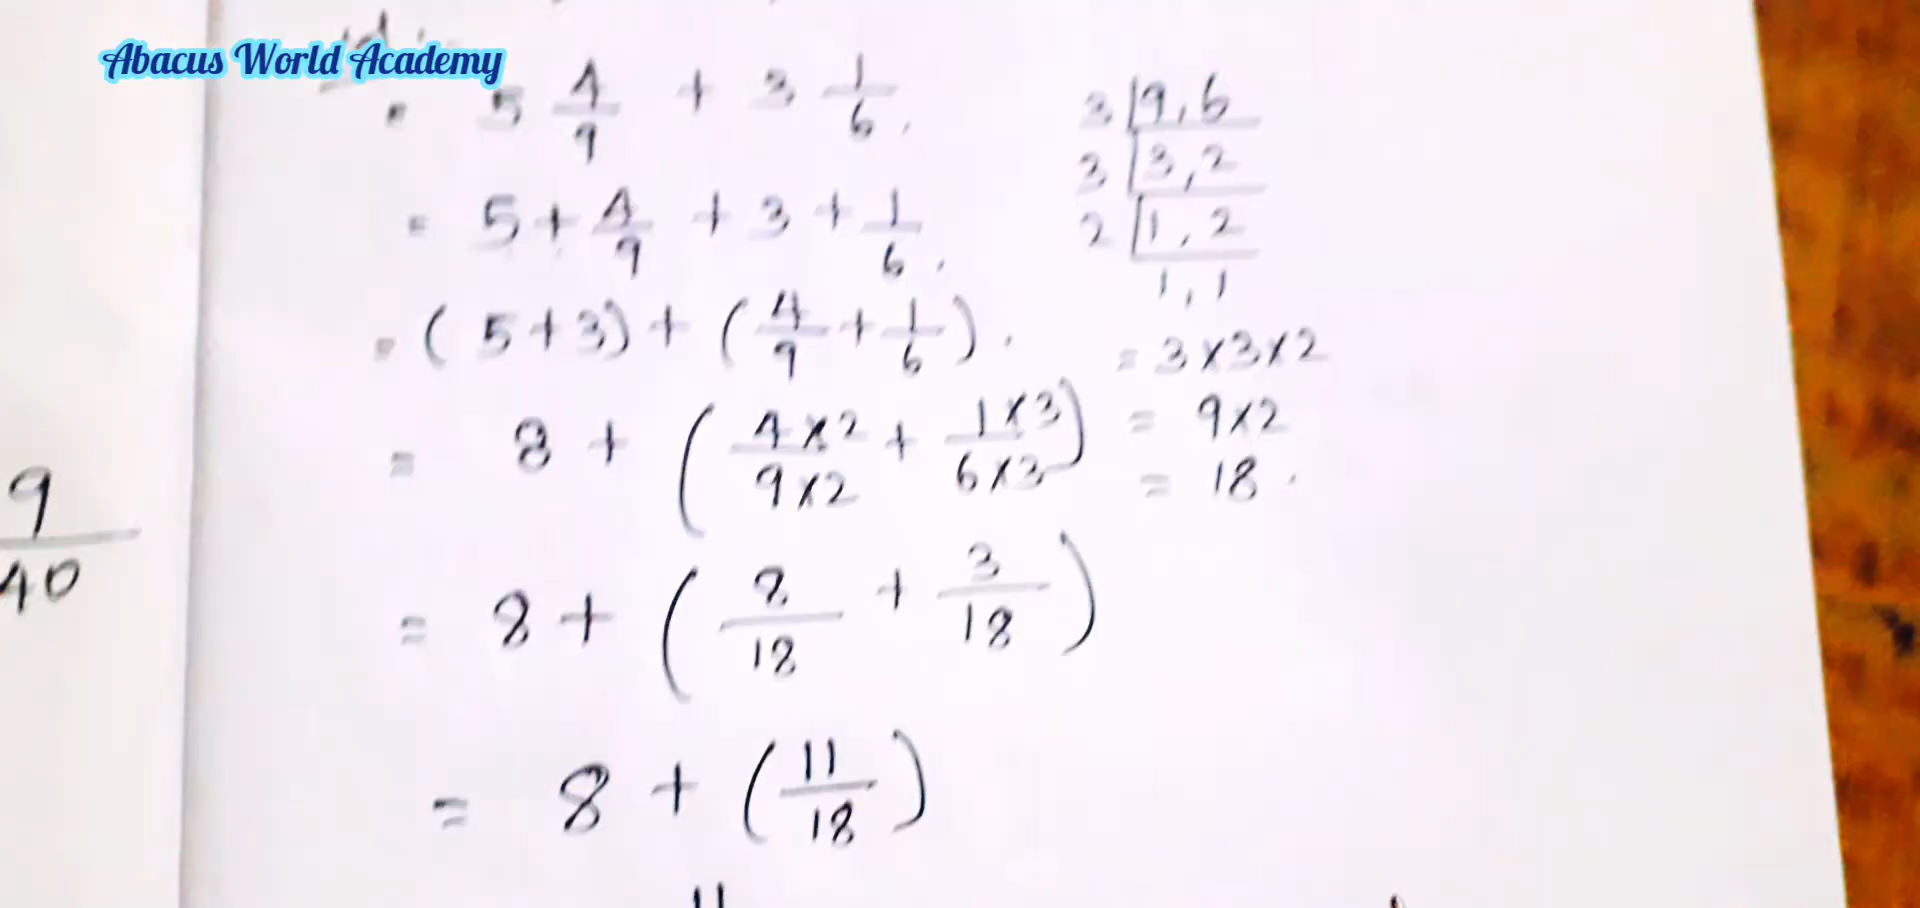 Abacus World Academy
= 5 4/9 + 3 1/6.
= 5 + 4/9 + 3 + 1/6.
= (5+3) + (4/9 + 1/6).
= 8 + (4×2/9×2 + 1×3/6×3)
= 8 + (8/18 + 3/18)
= 8 + (11/18)
11
3 | 9, 6
3 | 3, 2
2 | 1, 2
1, 1
= 3×3×2
= 9×2
= 18.
9/40